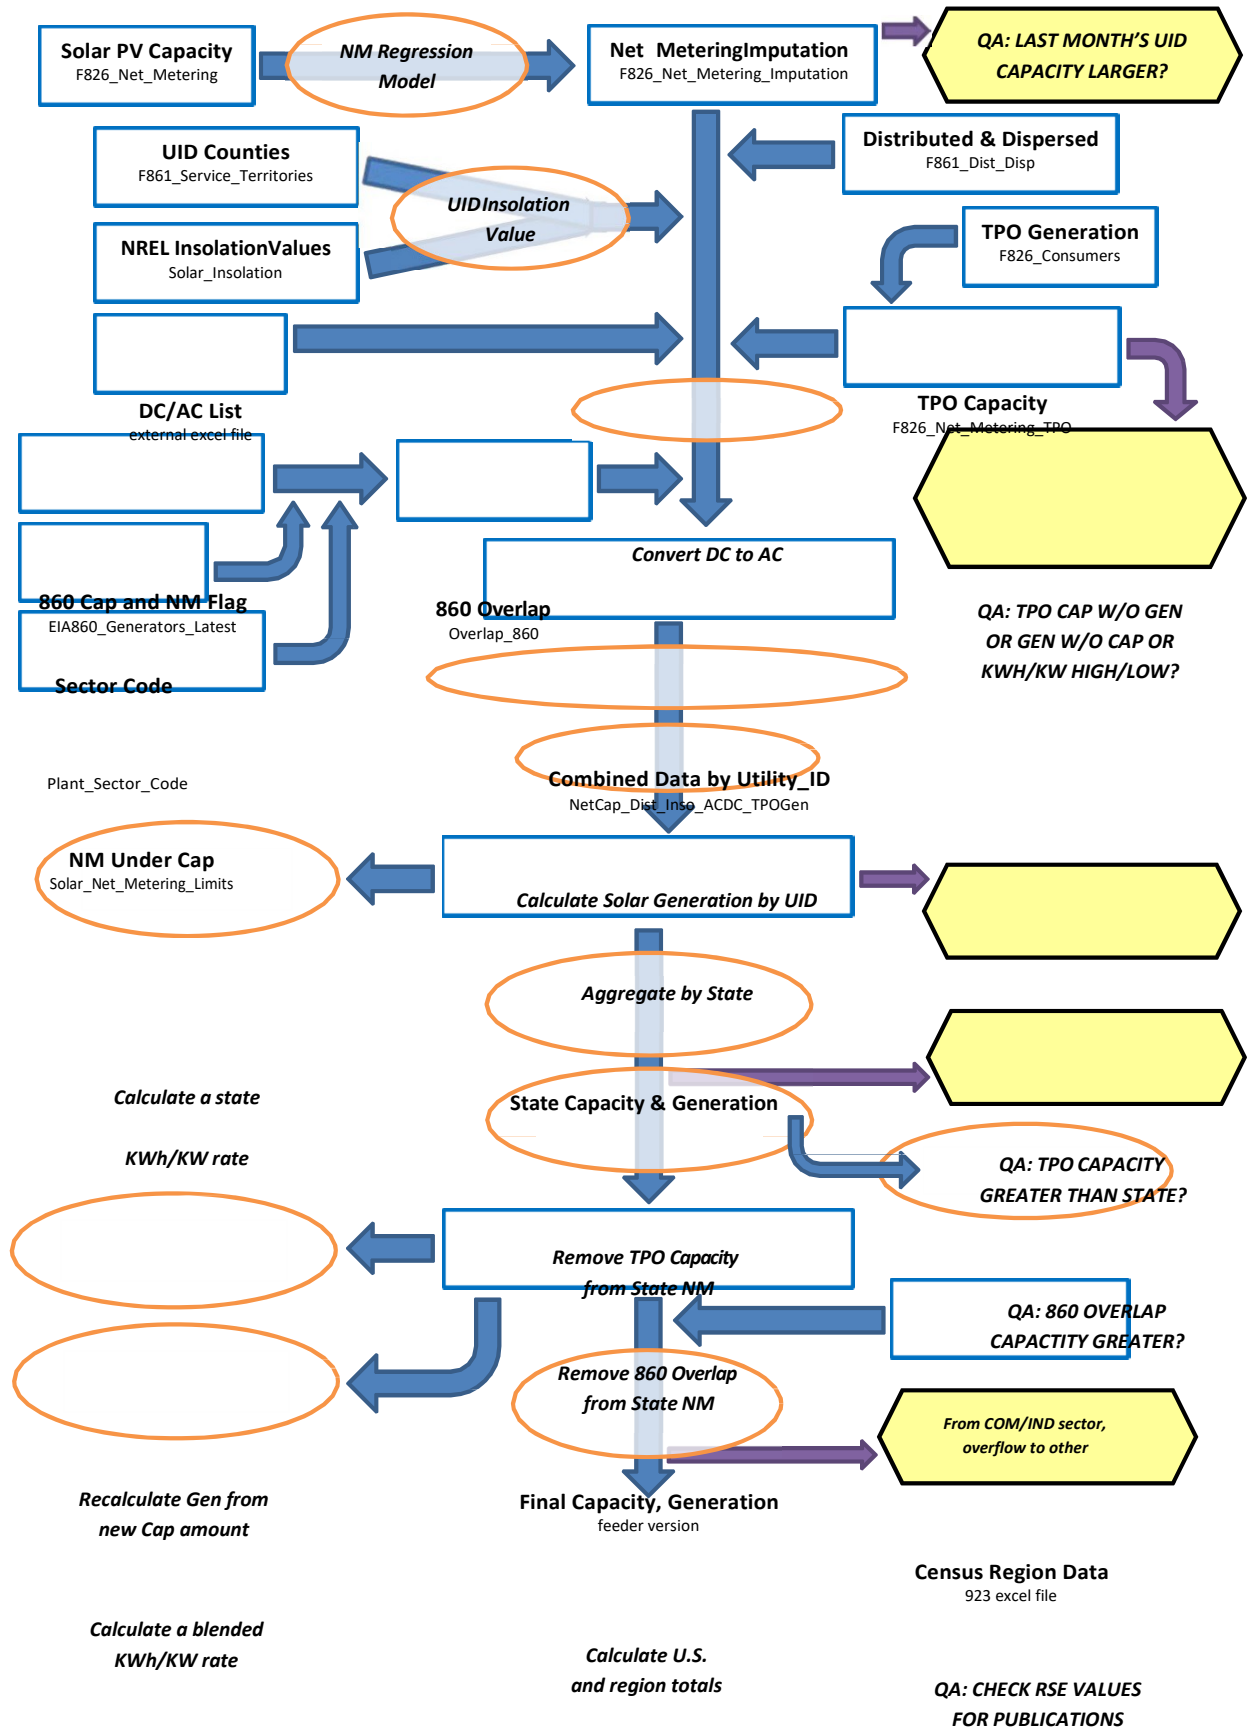 Solar PV Capacity
F826_Net_Metering
NM Regression
Model
Net MeteringImputation
F826_Net_Metering_Imputation
QA: LAST MONTH'S UID
CAPACITY LARGER?
UID Counties
F861_Service_Territories
Distributed & Dispersed
F861_Dist_Disp
UIDInsolation
Value
NREL InsolationValues
Solar_Insolation
TPO Generation
F826_Consumers
DC/AC List
external excel file
TPO Capacity
F826_Net_Metering_TPO
Convert DC to AC
860 Cap and NM Flag
EIA860_Generators_Latest
860 Overlap
Overlap_860
QA: TPO CAP W/O GEN
OR GEN W/O CAP OR
KWH/KW HIGH/LOW?
Sector Code
Plant_Sector_Code
Combined Data by Utility_ID
NetCap_Dist_Inso_ACDC_TPOGen
NM Under Cap
Solar_Net_Metering_Limits
Calculate Solar Generation by UID
Aggregate by State
Calculate a state
KWh/KW rate
State Capacity & Generation
QA: TPO CAPACITY
GREATER THAN STATE?
Remove TPO Capacity
from State NM
QA: 860 OVERLAP
CAPACTITY GREATER?
Remove 860 Overlap
from State NM
From COM/IND sector,
overflow to other
Recalculate Gen from
new Cap amount
Final Capacity, Generation
feeder version
Census Region Data
923 excel file
Calculate a blended
KWh/KW rate
Calculate U.S.
and region totals
QA: CHECK RSE VALUES
FOR PUBLICATIONS